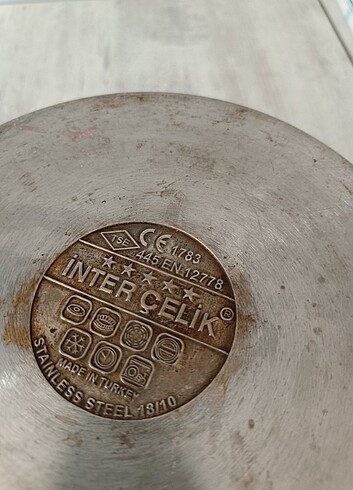 TSE CE 1783
445 EN 12778
İNTER ÇELİK ®
MADE IN TURKEY
STAINLESS STEEL 18/10